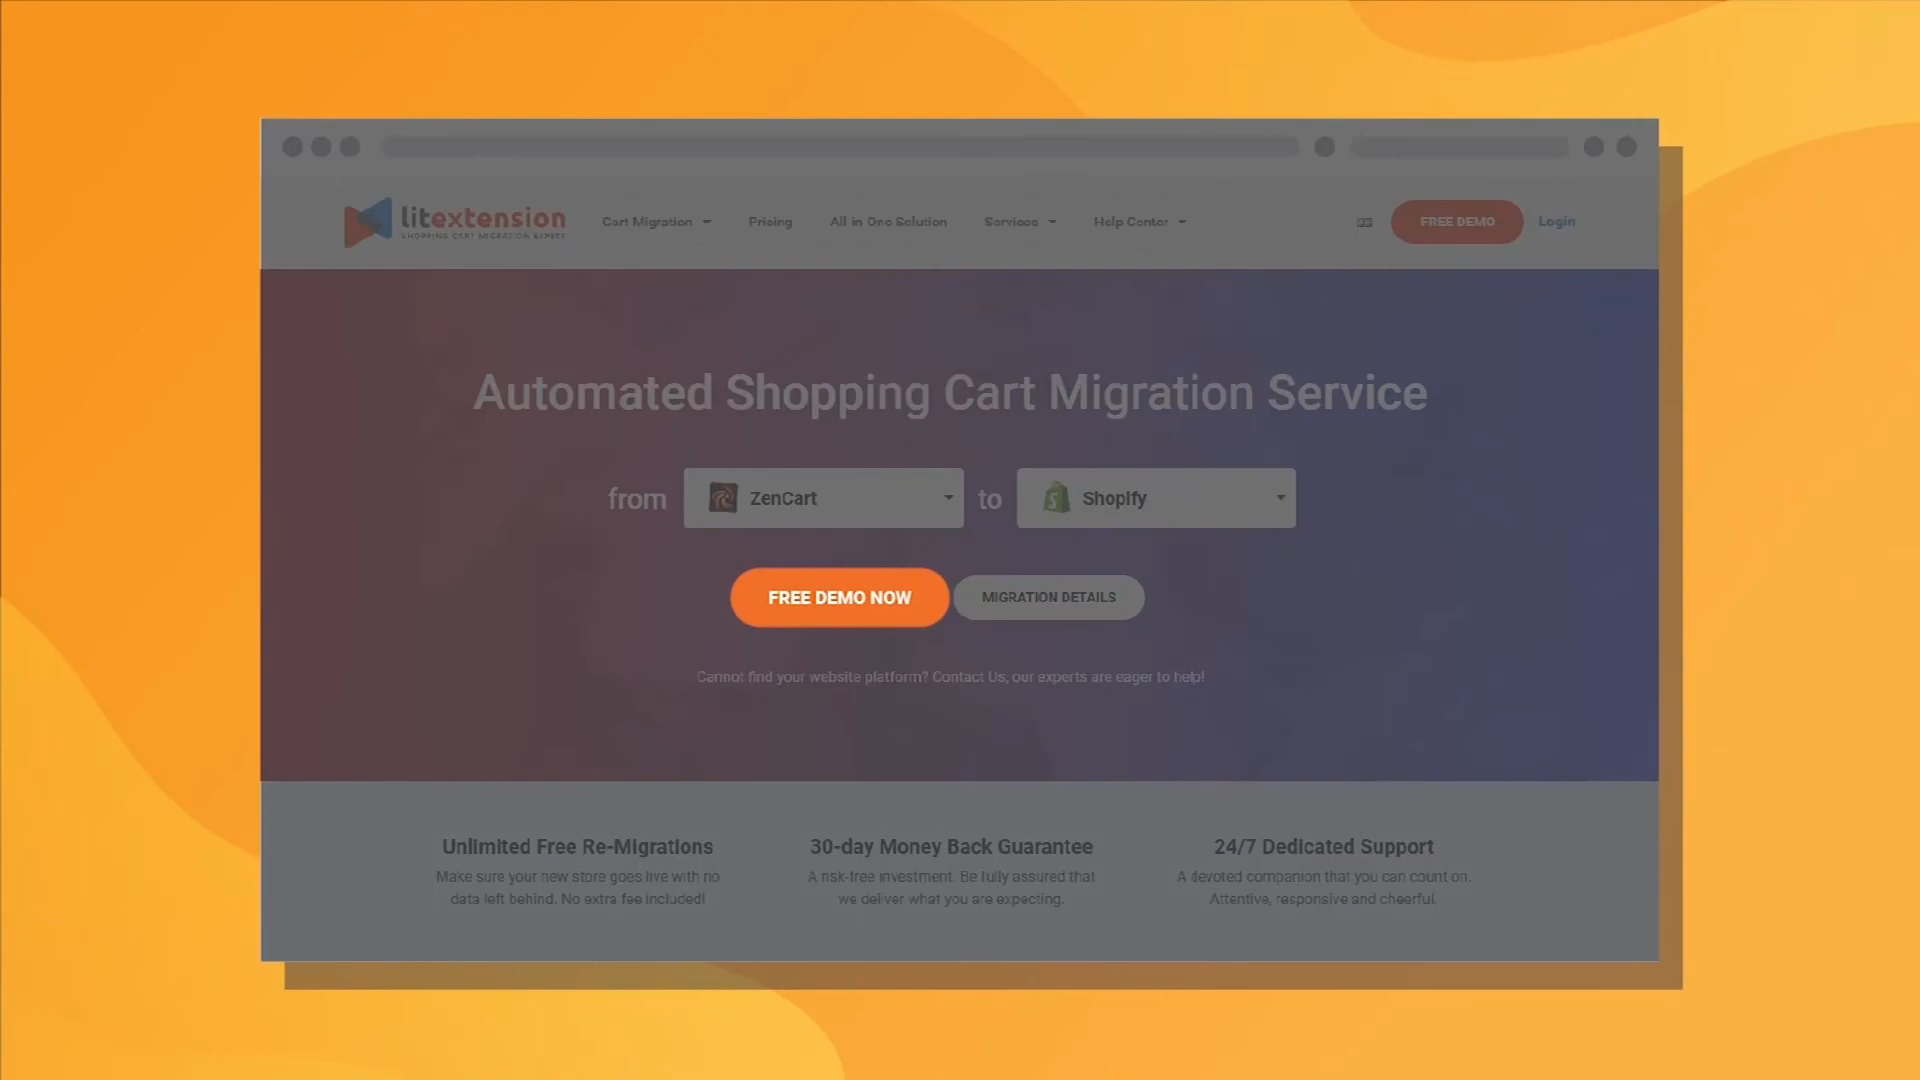 litextension
SHOPPING CART MIGRATION EXPERT
Cart Migration
Pricing
All-in-One Solution
Services
Help Center
FREE DEMO
Login
Automated Shopping Cart Migration Service
from
ZenCart
to
Shopify
FREE DEMO NOW
MIGRATION DETAILS
Cannot find your website platform? Contact Us, our experts are eager to help!
Unlimited Free Re-Migrations
Make sure your new store goes live with no
data left behind. No extra fee included!
30-day Money Back Guarantee
A risk-free investment. Be fully assured that
we deliver what you are expecting.
24/7 Dedicated Support
A devoted companion that you can count on.
Attentive, responsive and cheerful.